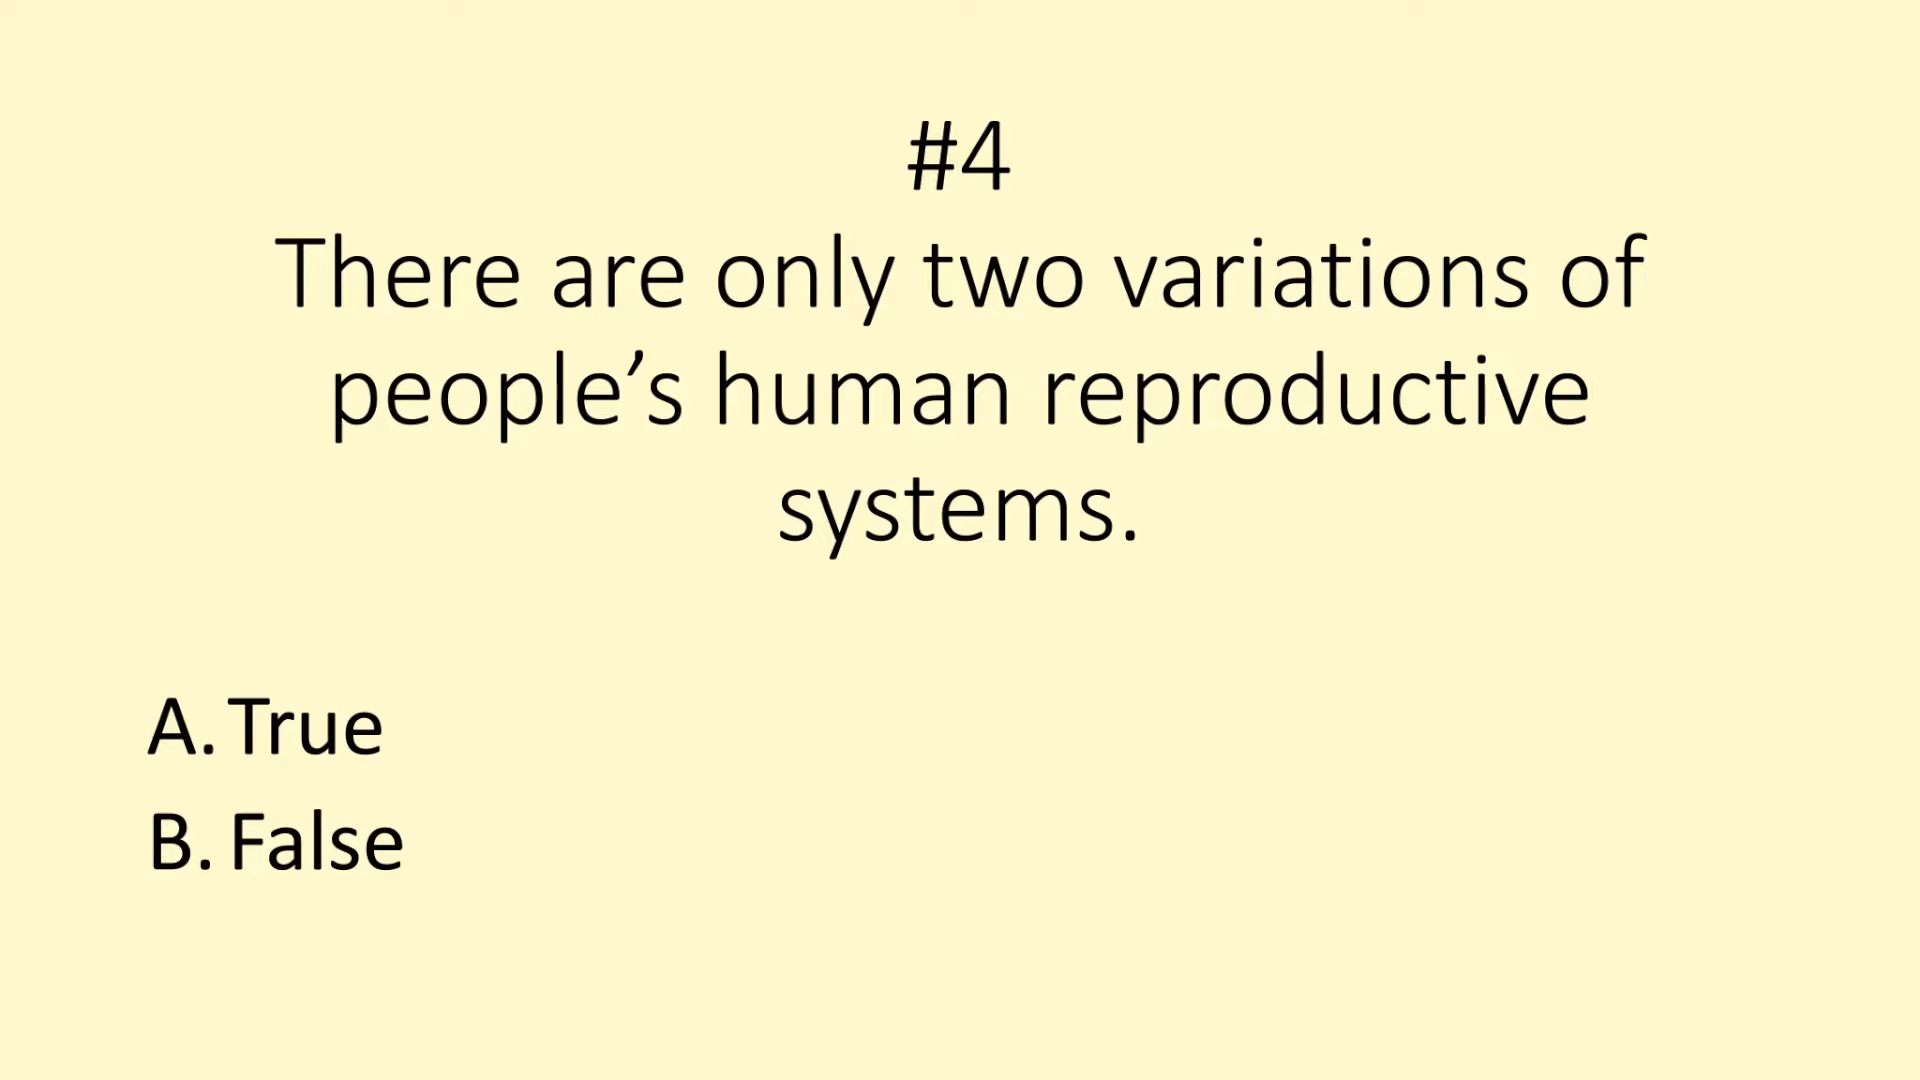 #4
There are only two variations of
people’s human reproductive
systems.
A. True
B. False